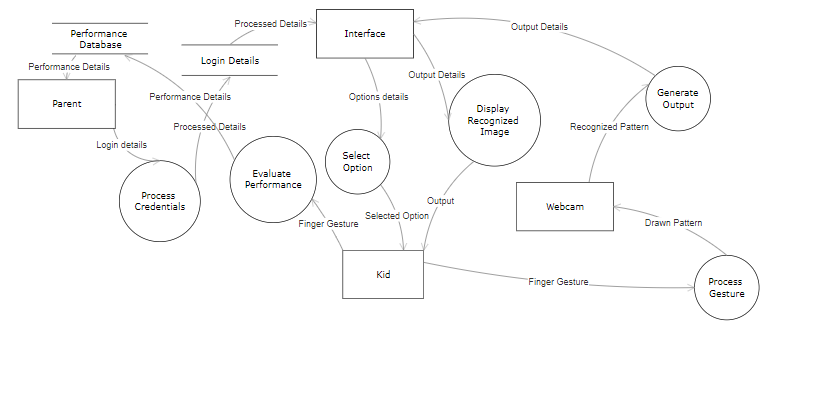 Processed Details
Interface
Output Details
Performance
Database
Login Details
Performance Details
Output Details
Parent
Performance Details
Options details
Display
Recognized
Image
Generate
Output
Processed Details
Recognized Pattern
Login details
Select
Option
Evaluate
Performance
Process
Credentials
Output
Webcam
Selected Option
Finger Gesture
Drawn Pattern
Kid
Finger Gesture
Process
Gesture